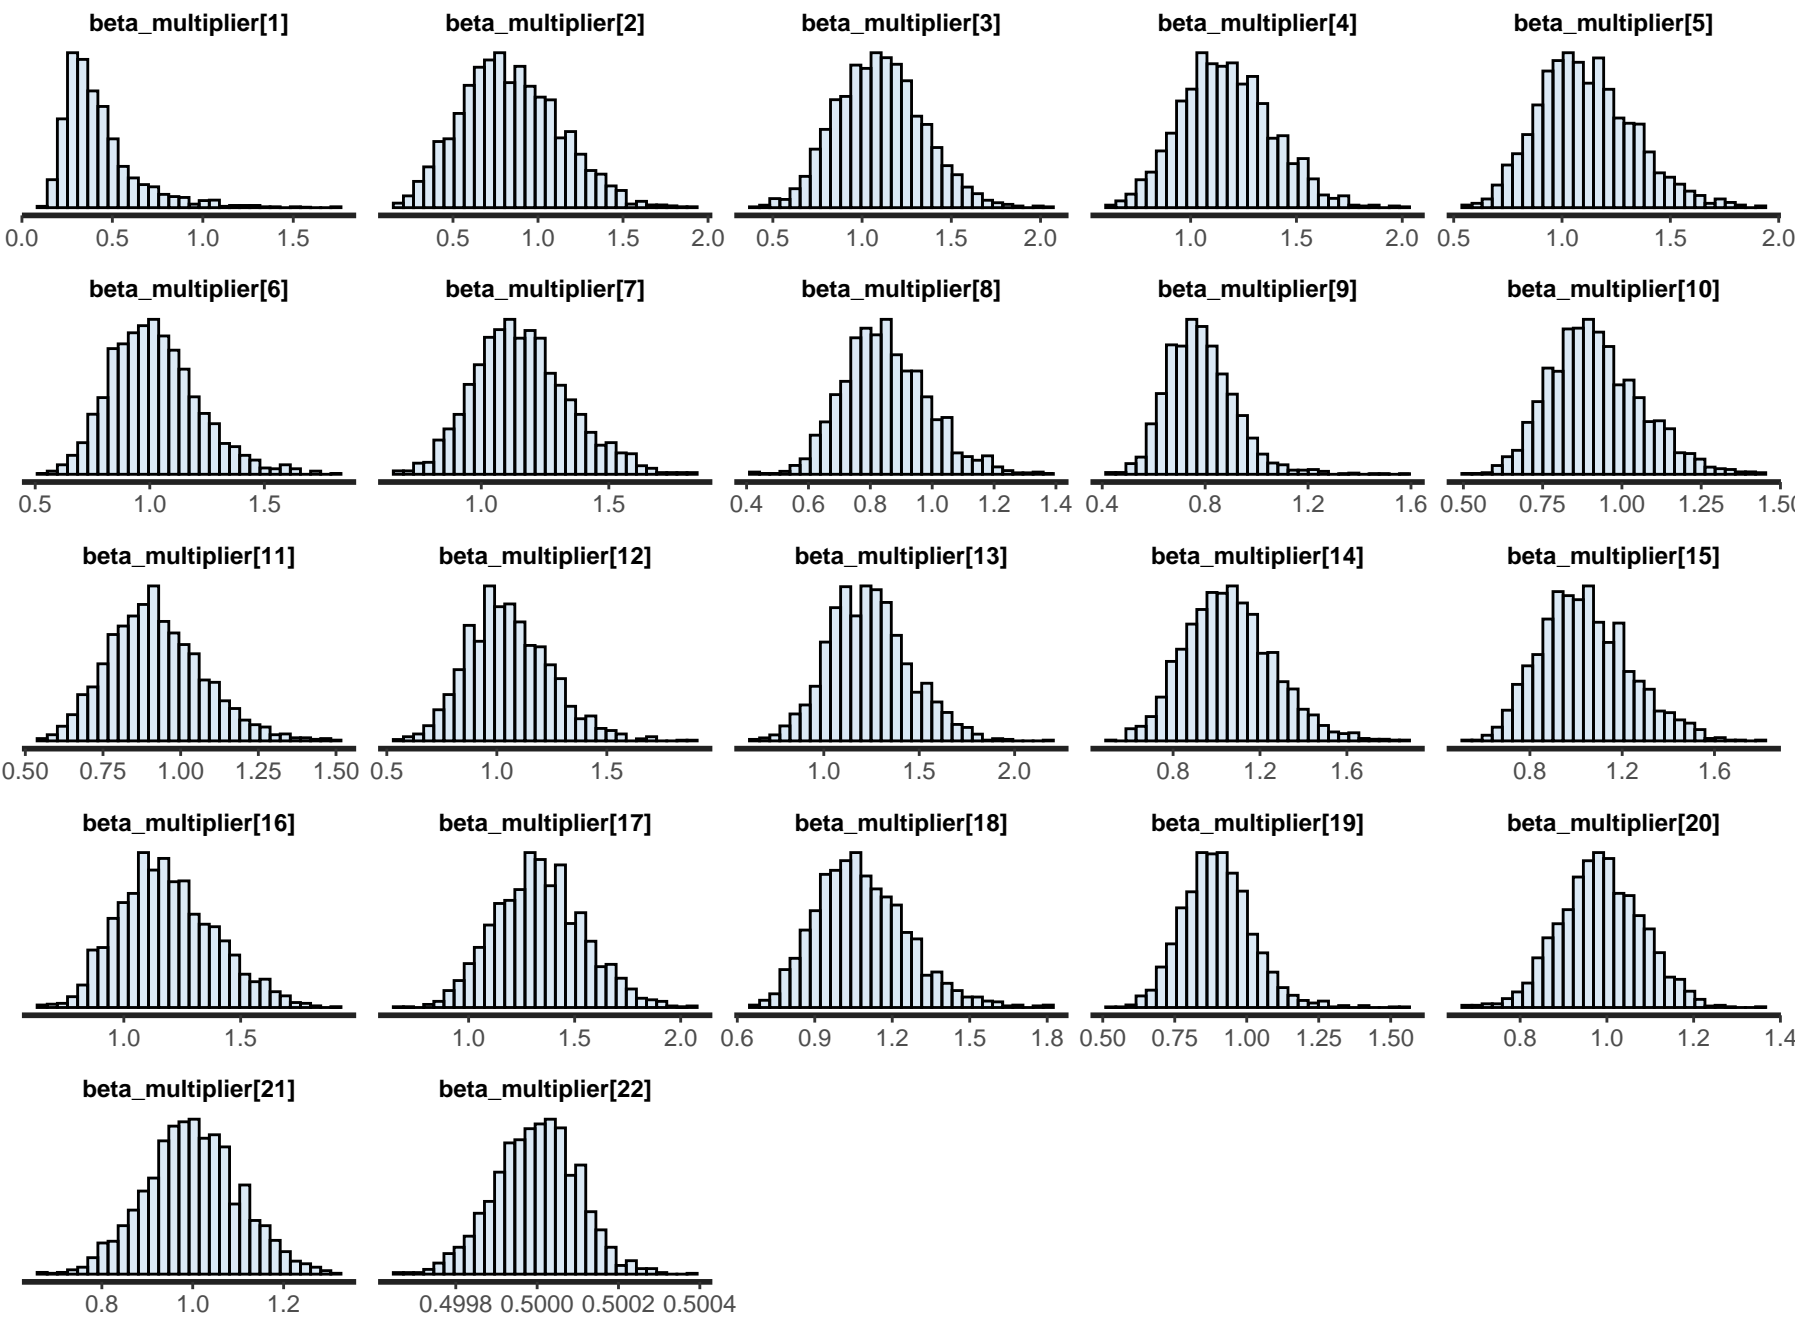 beta_multiplier[1] beta_multiplier[2] beta_multiplier[3] beta_multiplier[4] beta_multiplier[5]
0.0 0.5 1.0 1.5 0.5 1.0 1.5 2.0 0.5 1.0 1.5 2.0 1.0 1.5 2.0 0.5 1.0 1.5 2.0
beta_multiplier[6] beta_multiplier[7] beta_multiplier[8] beta_multiplier[9] beta_multiplier[10]
0.5 1.0 1.5 1.0 1.5 0.4 0.6 0.8 1.0 1.2 1.4 0.4 0.8 1.2 1.6 0.50 0.75 1.00 1.25 1.50
beta_multiplier[11] beta_multiplier[12] beta_multiplier[13] beta_multiplier[14] beta_multiplier[15]
0.50 0.75 1.00 1.25 1.50 0.5 1.0 1.5 1.0 1.5 2.0 0.8 1.2 1.6 0.8 1.2 1.6
beta_multiplier[16] beta_multiplier[17] beta_multiplier[18] beta_multiplier[19] beta_multiplier[20]
1.0 1.5 1.0 1.5 2.0 0.6 0.9 1.2 1.5 1.8 0.50 0.75 1.00 1.25 1.50 0.8 1.0 1.2 1.4
beta_multiplier[21] beta_multiplier[22]
0.8 1.0 1.2 0.4998 0.5000 0.5002 0.5004